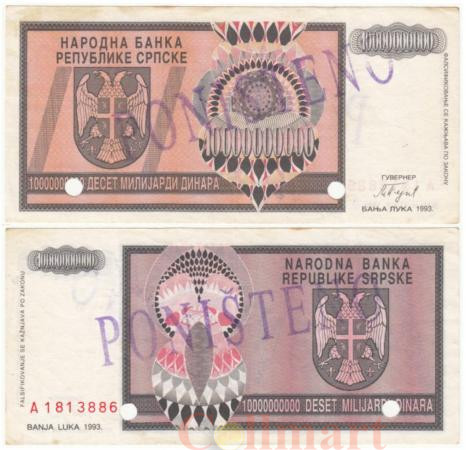 НАРОДНА БАНКА
РЕПУБЛИКЕ СРПСКЕ
10000000000
PONIŠTENO
10000000000
10000000000 ДЕСЕТ МИЛИЈАРДИ ДИНАРА
ФАЛСИФИКОВАЊЕ СЕ КАЖЊАВА ПО ЗАКОНУ
ГУВЕРНЕР
БАЊА ЛУКА 1993.
10000000000
NARODNA BANKA
REPUBLIKE SRPSKE
PONIŠTENO
FALSIFIKOVANJE SE KAŽNJAVA PO ZAKONU
A 1813886
10000000000 DESET MILIJARDI DINARA
BANJA LUKA 1993.